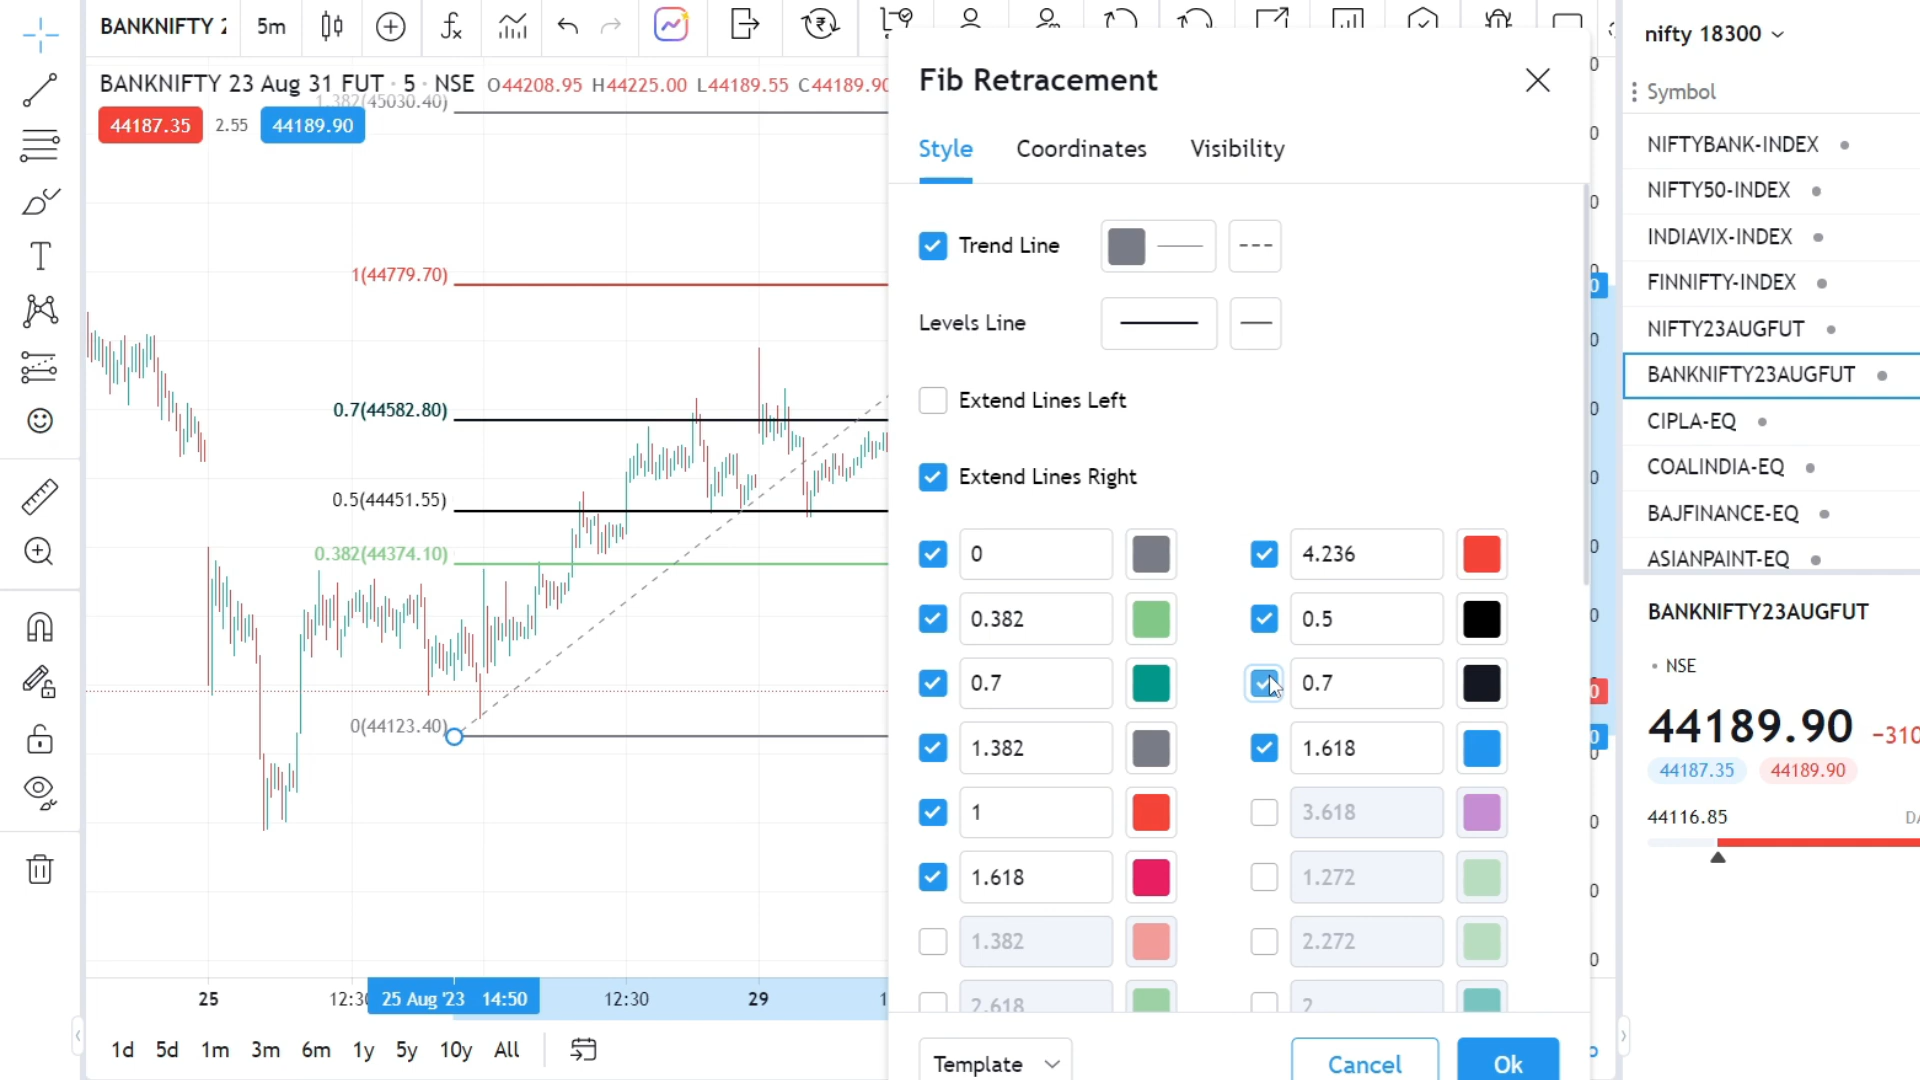 BANKNIFTY 2
5m
BANKNIFTY 23 Aug 31 FUT · 5 · NSE O44208.95 H44225.00 L44189.55 C44189.90
1.382(45030.40)
44187.35 2.55 44189.90
1(44779.70)
0.7(44582.80)
0.5(44451.55)
0.382(44374.10)
0(44123.40)
25 12:30 25 Aug '23 14:50 12:30 29
1d 5d 1m 3m 6m 1y 5y 10y All
Fib Retracement
Style Coordinates Visibility
Trend Line
Levels Line
Extend Lines Left
Extend Lines Right
0 4.236
0.382 0.5
0.7 0.7
1.382 1.618
1 3.618
1.618 1.272
1.382 2.272
2.618 2
Template Cancel Ok
nifty 18300
Symbol
NIFTYBANK-INDEX
NIFTY50-INDEX
INDIAVIX-INDEX
FINNIFTY-INDEX
NIFTY23AUGFUT
BANKNIFTY23AUGFUT
CIPLA-EQ
COALINDIA-EQ
BAJFINANCE-EQ
ASIANPAINT-EQ
BANKNIFTY23AUGFUT
• NSE
44189.90 -310
44187.35 44189.90
44116.85